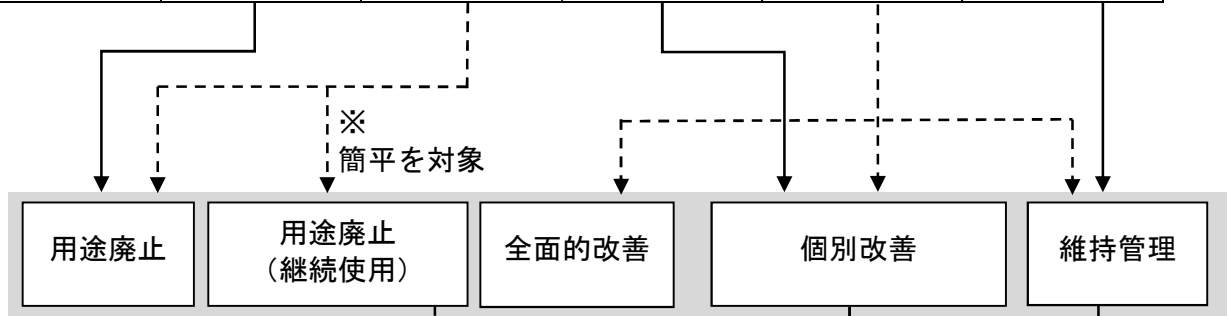 ※
簡平を対象
用途廃止
用途廃止
（継続使用）
全面的改善
個別改善
維持管理